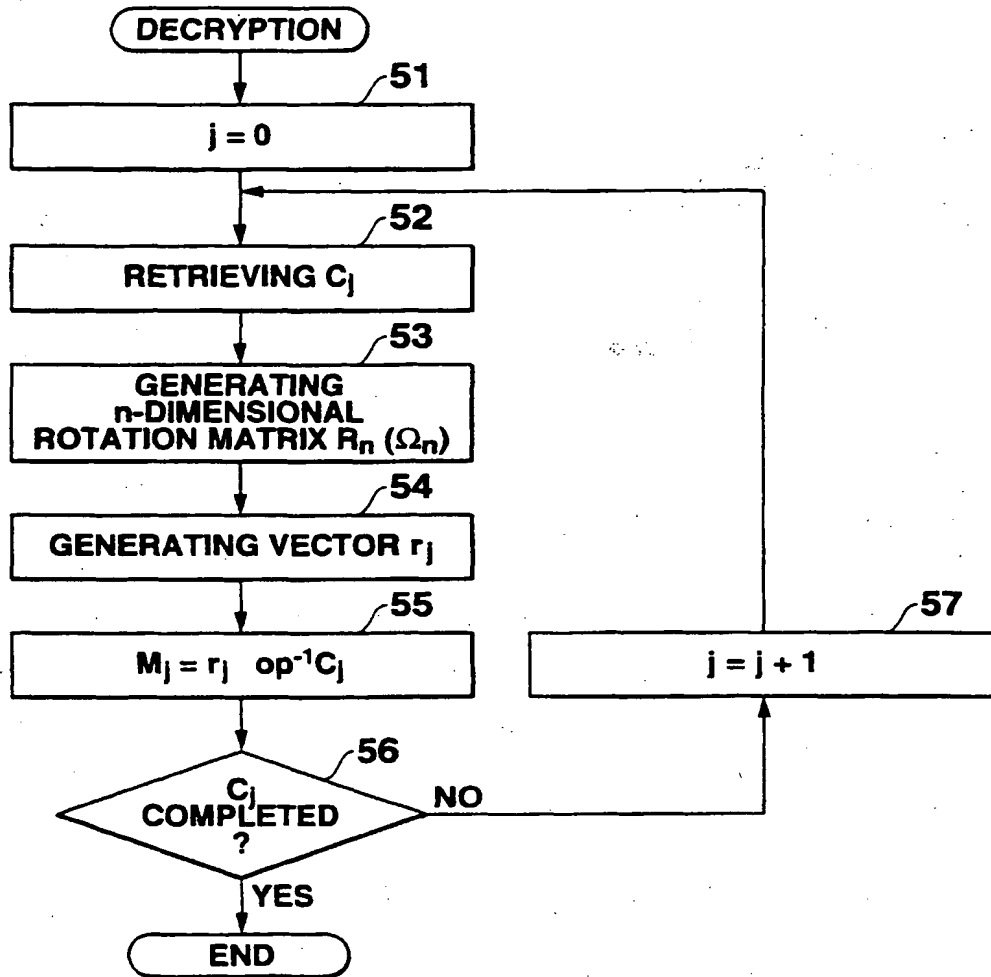 DECRYPTION
51
j = 0
52
RETRIEVING Cj
53
GENERATING
n-DIMENSIONAL
ROTATION MATRIX Rn (Ωn)
54
GENERATING VECTOR rj
55
Mj = rj op-1Cj
57
j = j + 1
56
Cj
COMPLETED
?
NO
YES
END